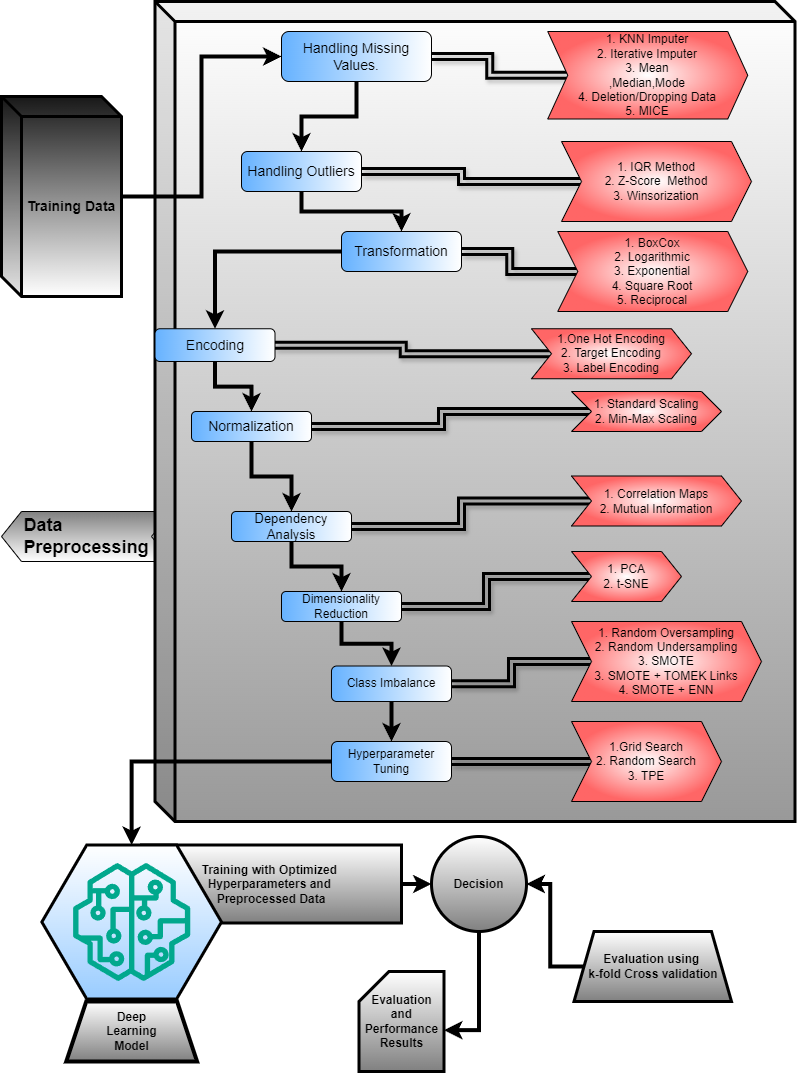 Handling Missing
Values.
1. KNN Imputer
2. Iterative Imputer
3. Mean
,Median,Mode
4. Deletion/Dropping Data
5. MICE
Training Data
Handling Outliers
1. IQR Method
2. Z-Score Method
3. Winsorization
Transformation
1. BoxCox
2. Logarithmic
3. Exponential
4. Square Root
5. Reciprocal
Encoding
1.One Hot Encoding
2. Target Encoding
3. Label Encoding
Normalization
1. Standard Scaling
2. Min-Max Scaling
Data
Preprocessing
Dependency
Analysis
1. Correlation Maps
2. Mutual Information
Dimensionality
Reduction
1. PCA
2. t-SNE
Class Imbalance
1. Random Oversampling
2. Random Undersampling
3. SMOTE
3. SMOTE + TOMEK Links
4. SMOTE + ENN
Hyperparameter
Tuning
1.Grid Search
2. Random Search
3. TPE
Training with Optimized
Hyperparameters and
Preprocessed Data
Decision
Evaluation using
k-fold Cross validation
Deep
Learning
Model
Evaluation
and
Performance
Results